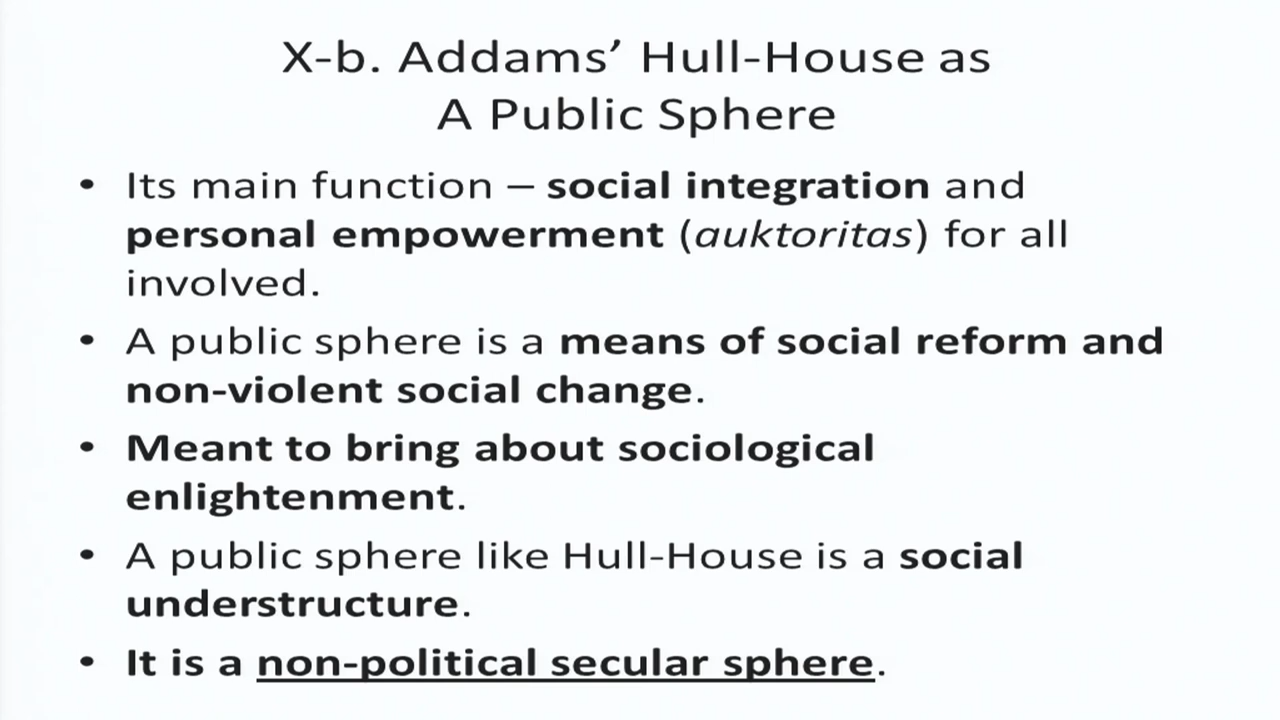 X-b. Addams’ Hull-House as
A Public Sphere
• Its main function – social integration and
personal empowerment (auktoritas) for all
involved.
• A public sphere is a means of social reform and
non-violent social change.
• Meant to bring about sociological
enlightenment.
• A public sphere like Hull-House is a social
understructure.
• It is a non-political secular sphere.